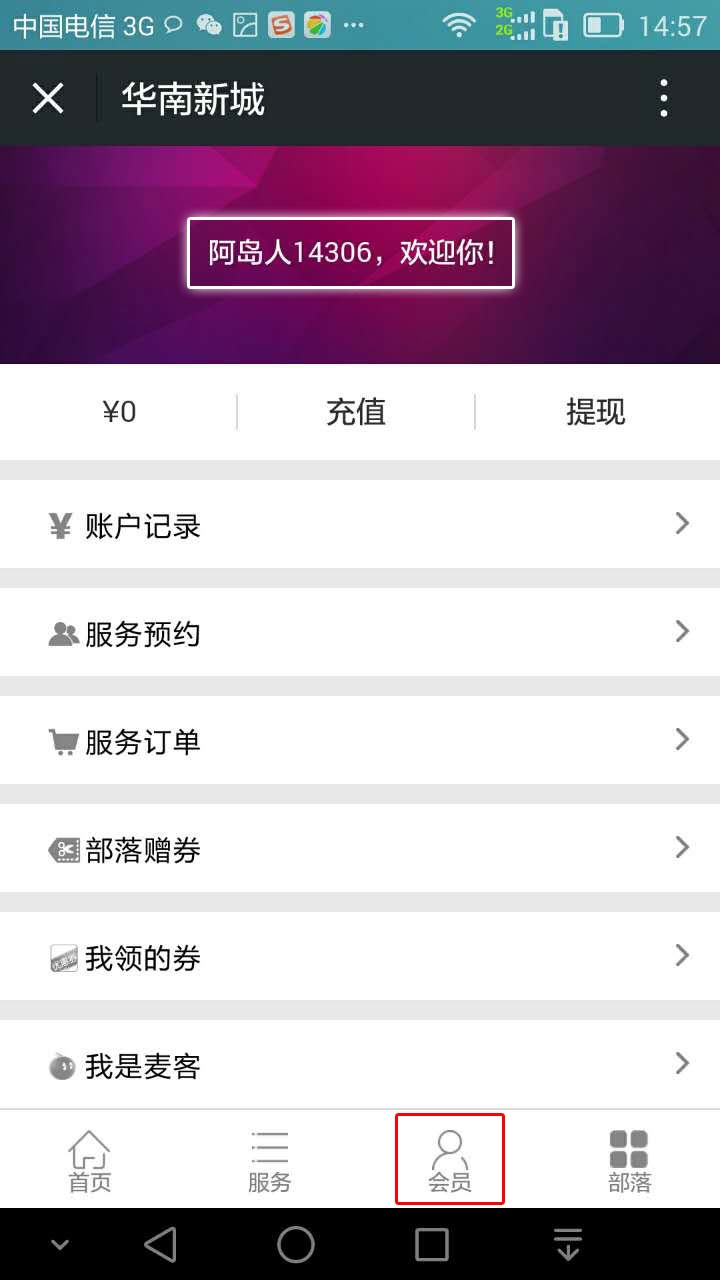 中国电信 3G
3G
2G
14:57
华南新城
阿岛人14306，欢迎你！
¥0
充值
提现
¥ 账户记录
服务预约
服务订单
部落赠券
优惠券 我领的券
我是麦客
首页
服务
会员
部落